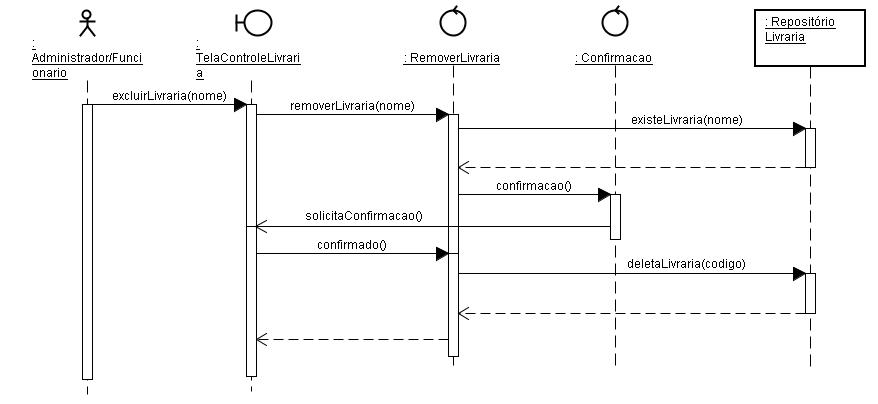 :
Administrador/Funci
onario
:
TelaControleLivrari
a
: RemoverLivraria
: Confirmacao
: Repositório
Livraria
excluirLivraria(nome)
removerLivraria(nome)
existeLivraria(nome)
confirmacao()
solicitaConfirmacao()
confirmado()
deletaLivraria(codigo)